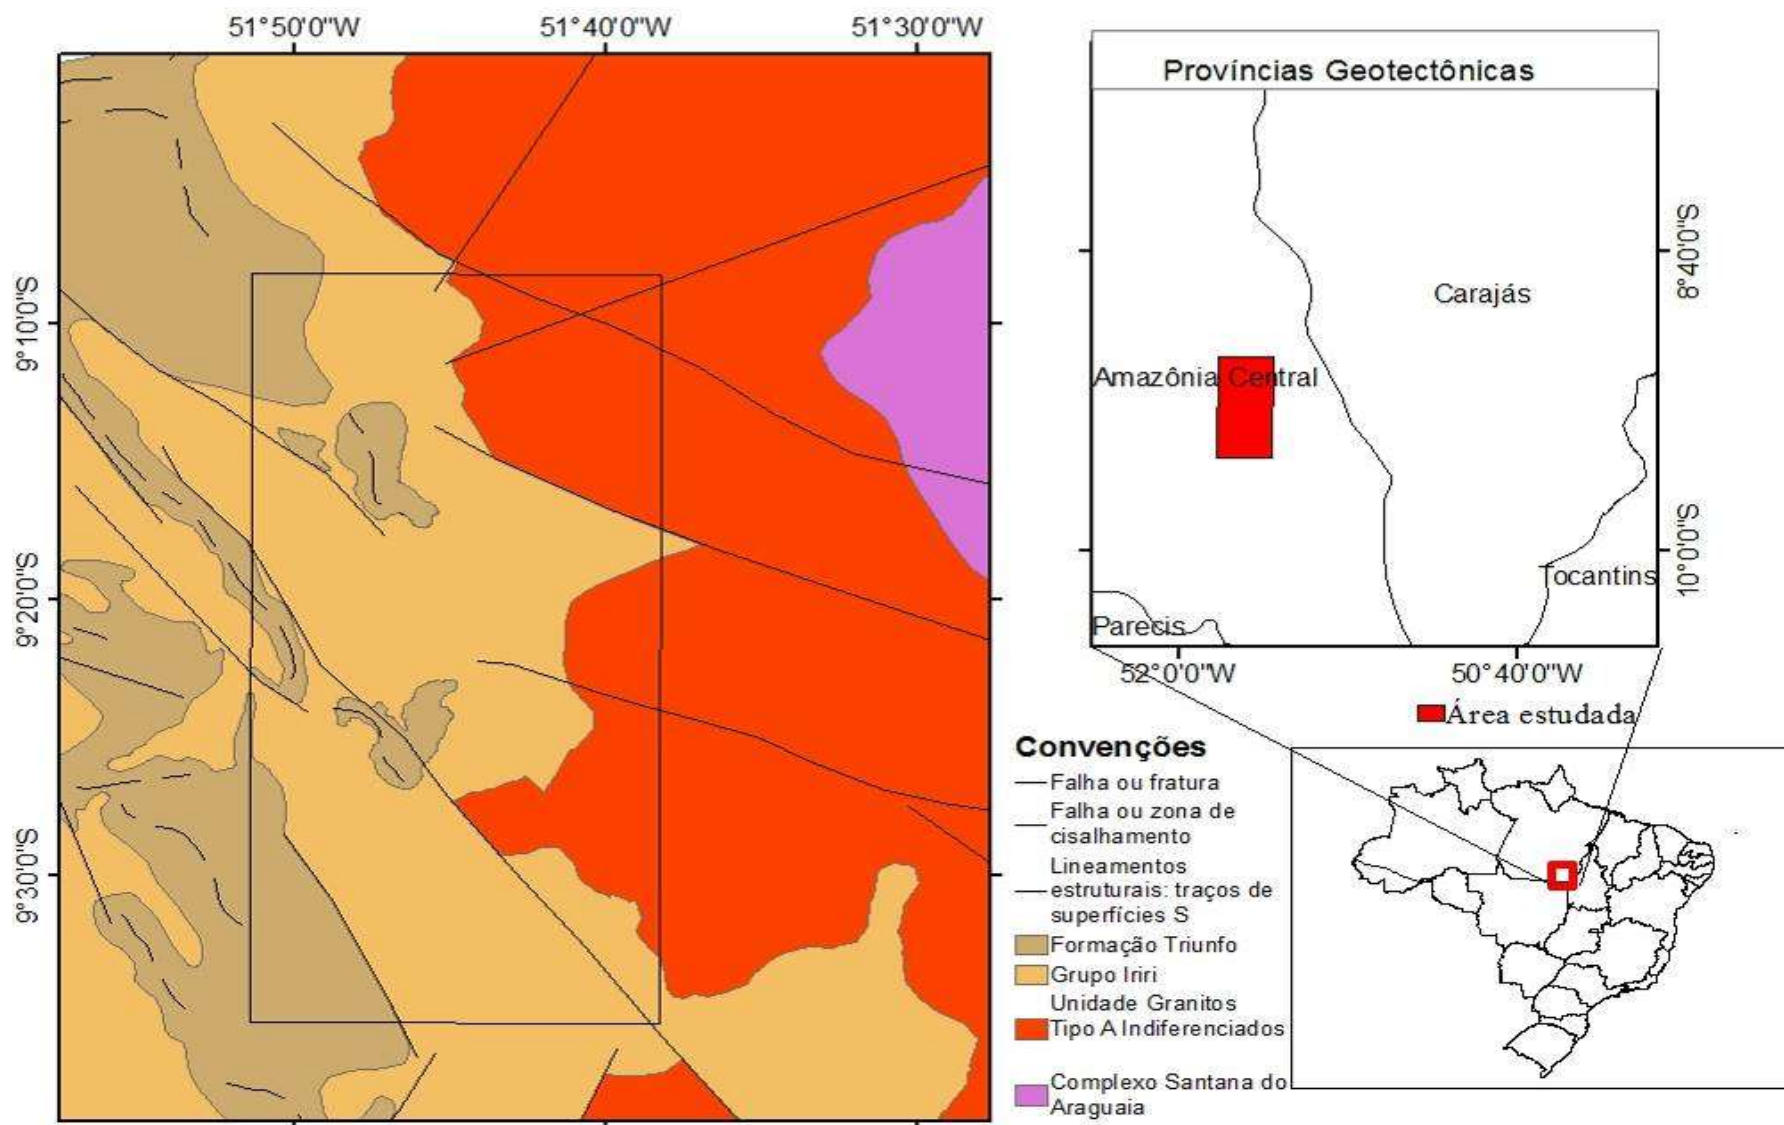 51°50'0"W
51°40'0"W
51°30'0"W
9°10'0"S
9°20'0"S
9°30'0"S
Províncias Geotectônicas
Carajás
Amazônia Central
Tocantins
Parecis
8°40'0"S
10°0'0"S
52°0'0"W
50°40'0"W
Área estudada
Convenções
Falha ou fratura
Falha ou zona de
cisalhamento
Lineamentos
estruturais: traços de
superfícies S
Formação Triunfo
Grupo Iriri
Unidade Granitos
Tipo A Indiferenciados
Complexo Santana do
Araguaia